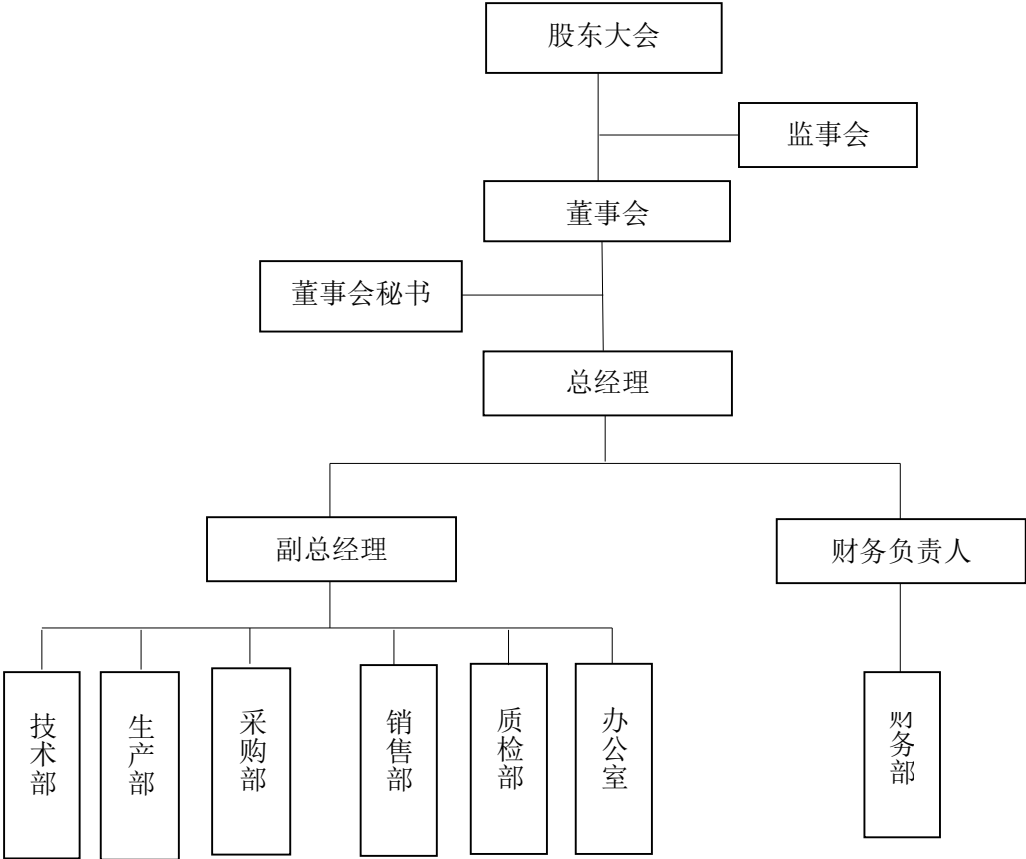 股东大会
监事会
董事会
董事会秘书
总经理
副总经理
财务负责人
技术部
生产部
采购部
销售部
质检部
办公室
财务部